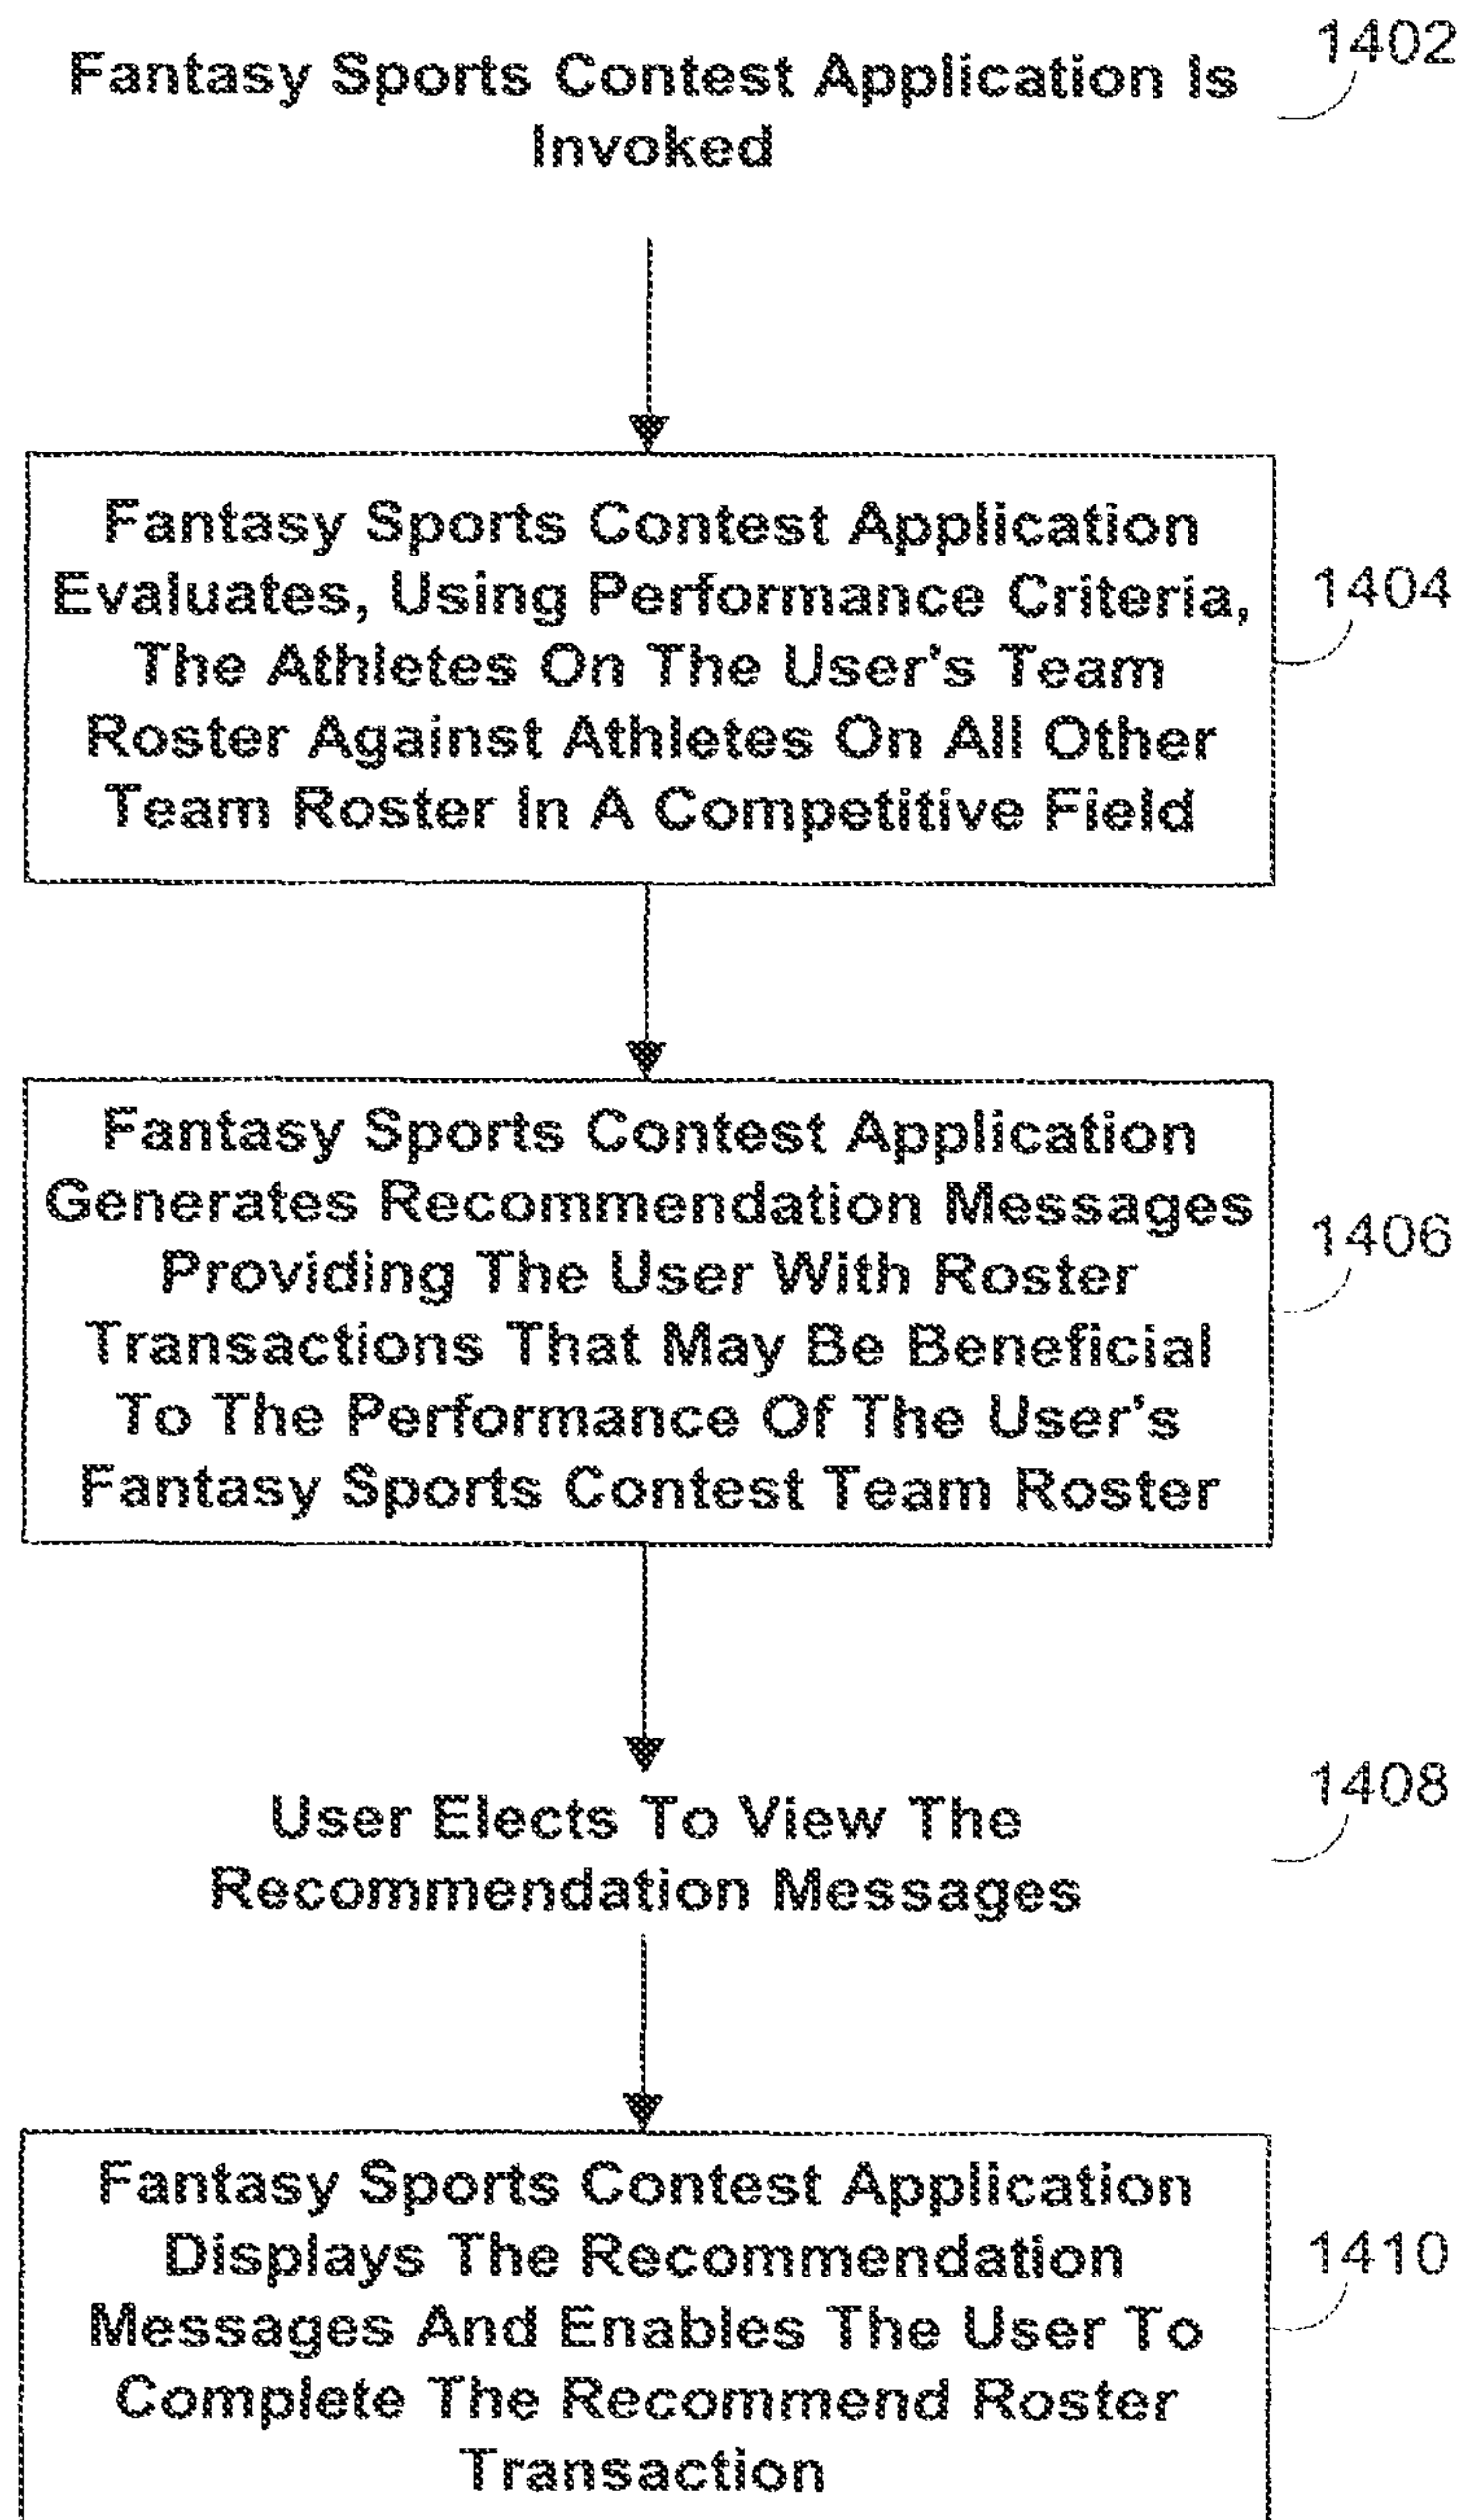 1402
Fantasy Sports Contest Application Is
Invoked
Fantasy Sports Contest Application
Evaluates, Using Performance Criteria,
The Athletes On The User's Team
Roster Against Athletes On All Other
Team Roster In A Competitive Field
1404
Fantasy Sports Contest Application
Generates Recommendation Messages
Providing The User With Roster
Transactions That May Be Beneficial
To The Performance Of The User's
Fantasy Sports Contest Team Roster
1406
User Elects To View The
Recommendation Messages
1408
Fantasy Sports Contest Application
Displays The Recommendation
Messages And Enables The User To
Complete The Recommend Roster
Transaction
1410